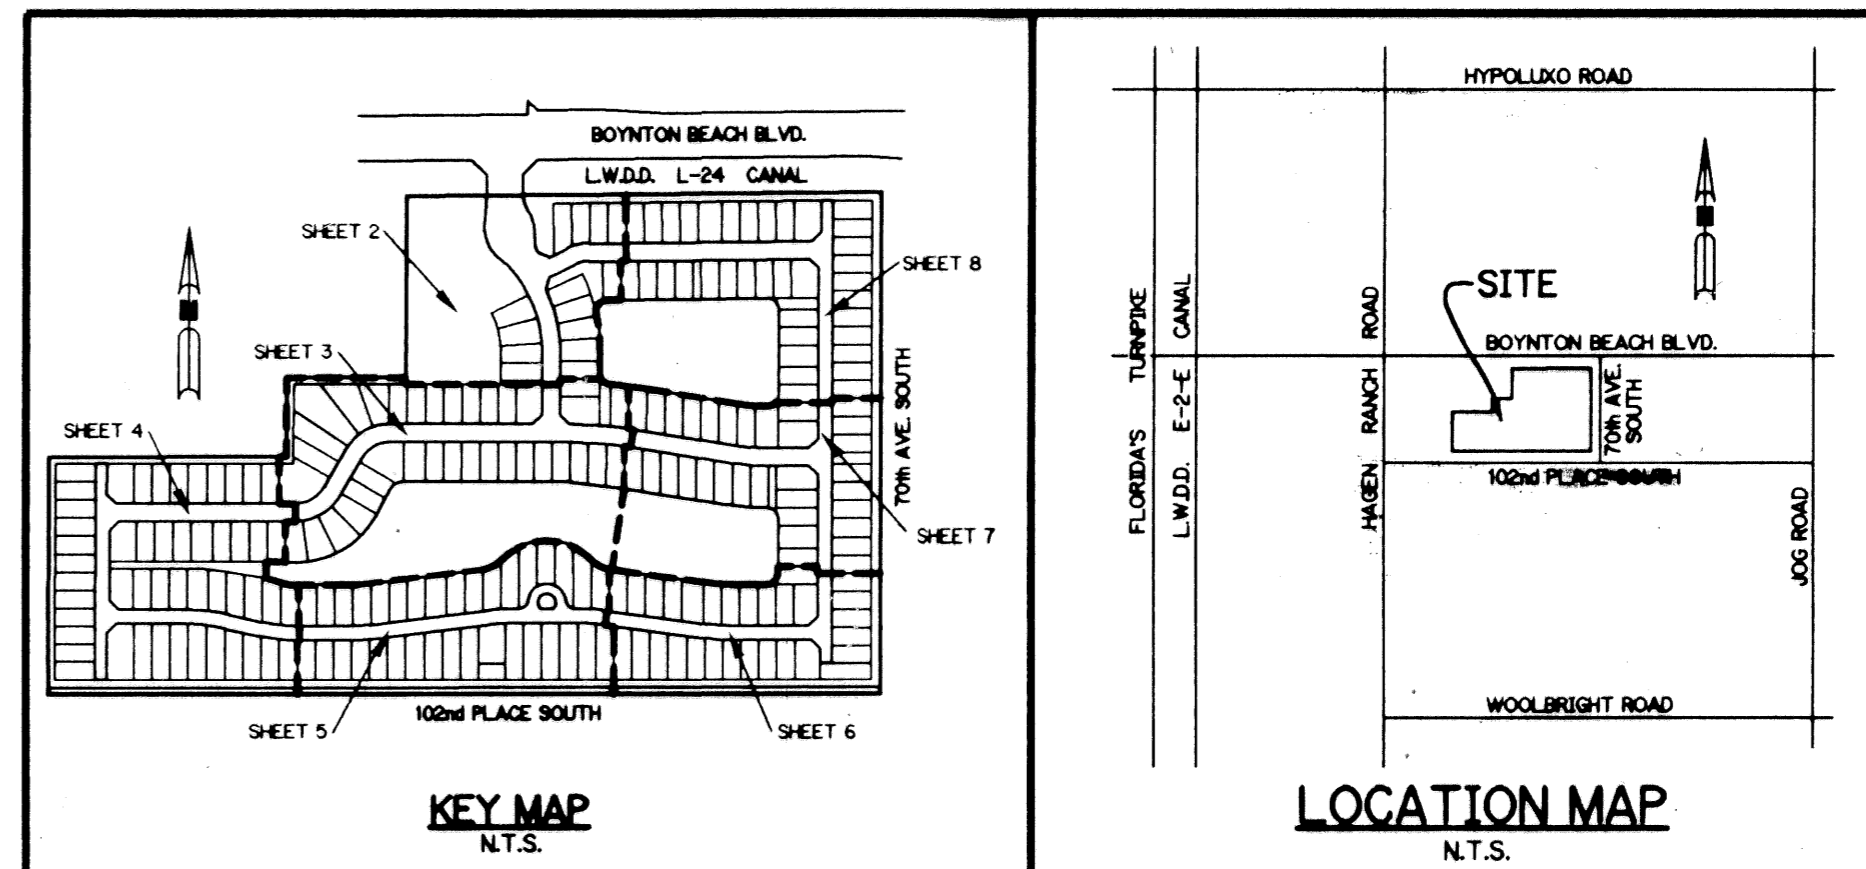 BOYNTON BEACH BLVD.
L.W.D.D. L-24 CANAL
SHEET 2
SHEET 8
SHEET 3
70th AVE. SOUTH
SHEET 4
SHEET 7
102nd PLACE SOUTH
SHEET 5
SHEET 6
KEY MAP
N.T.S.
HYPOLUXO ROAD
FLORIDA'S TURNPIKE
L.W.D.D. E-2-E CANAL
HAGEN RANCH ROAD
SITE
BOYNTON BEACH BLVD.
70th AVE.
SOUTH
102nd PLACE SOUTH
JOG ROAD
WOOLBRIGHT ROAD
LOCATION MAP
N.T.S.